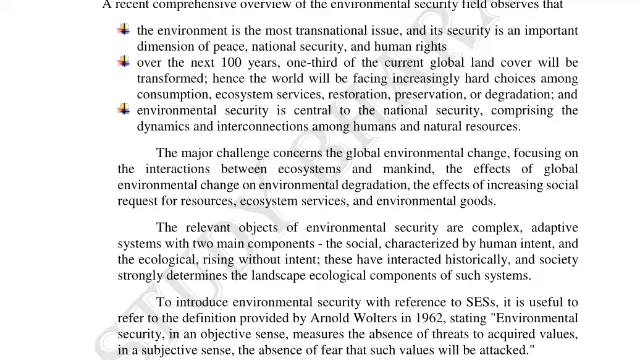 A recent comprehensive overview of the environmental security field observes that
the environment is the most transnational issue, and its security is an important
dimension of peace, national security, and human rights
over the next 100 years, one-third of the current global land cover will be
transformed; hence the world will be facing increasingly hard choices among
consumption, ecosystem services, restoration, preservation, or degradation; and
environmental security is central to the national security, comprising the
dynamics and interconnections among humans and natural resources.
The major challenge concerns the global environmental change, focusing on
the interactions between ecosystems and mankind, the effects of global
environmental change on environmental degradation, the effects of increasing social
request for resources, ecosystem services, and environmental goods.
The relevant objects of environmental security are complex, adaptive
systems with two main components - the social, characterized by human intent, and
the ecological, rising without intent; these have interacted historically, and society
strongly determines the landscape ecological components of such systems.
To introduce environmental security with reference to SESs, it is useful to
refer to the definition provided by Arnold Wolters in 1962, stating "Environmental
security, in an objective sense, measures the absence of threats to acquired values,
in a subjective sense, the absence of fear that such values will be attacked."
STUDY BHARA